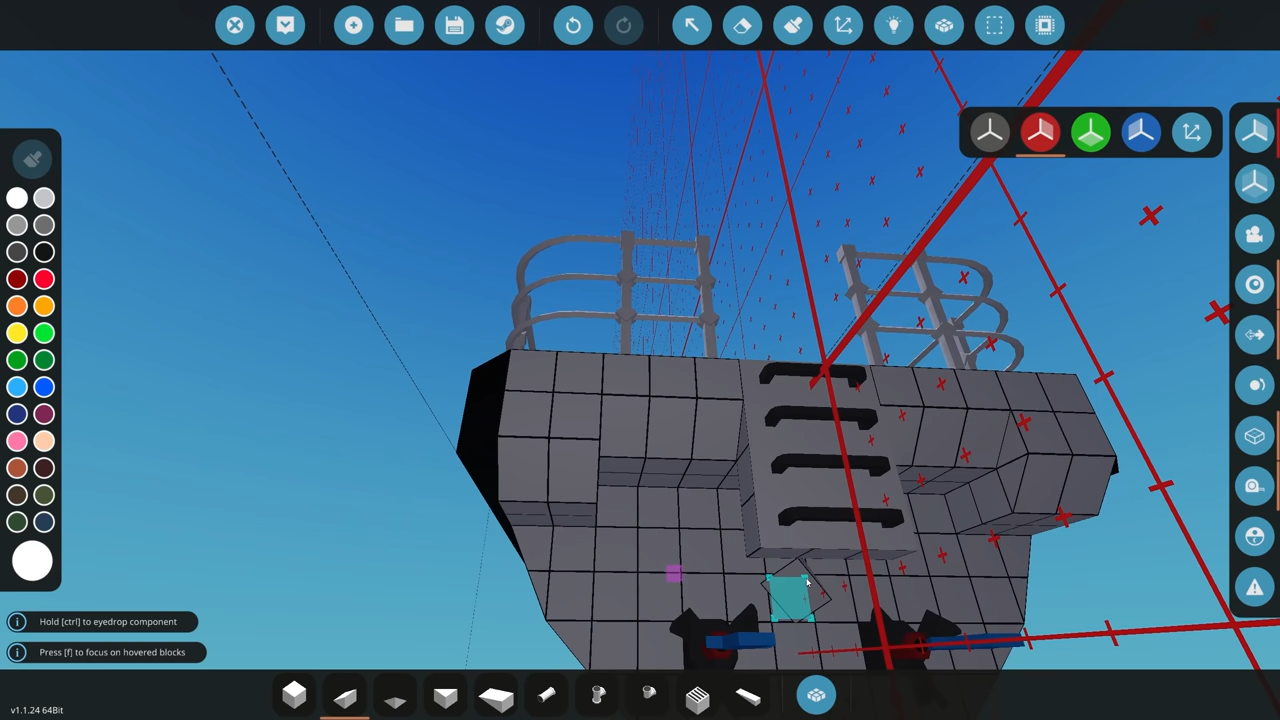 Hold [ctrl] to eyedrop component
Press [f] to focus on hovered blocks
v1.1.24 64Bit